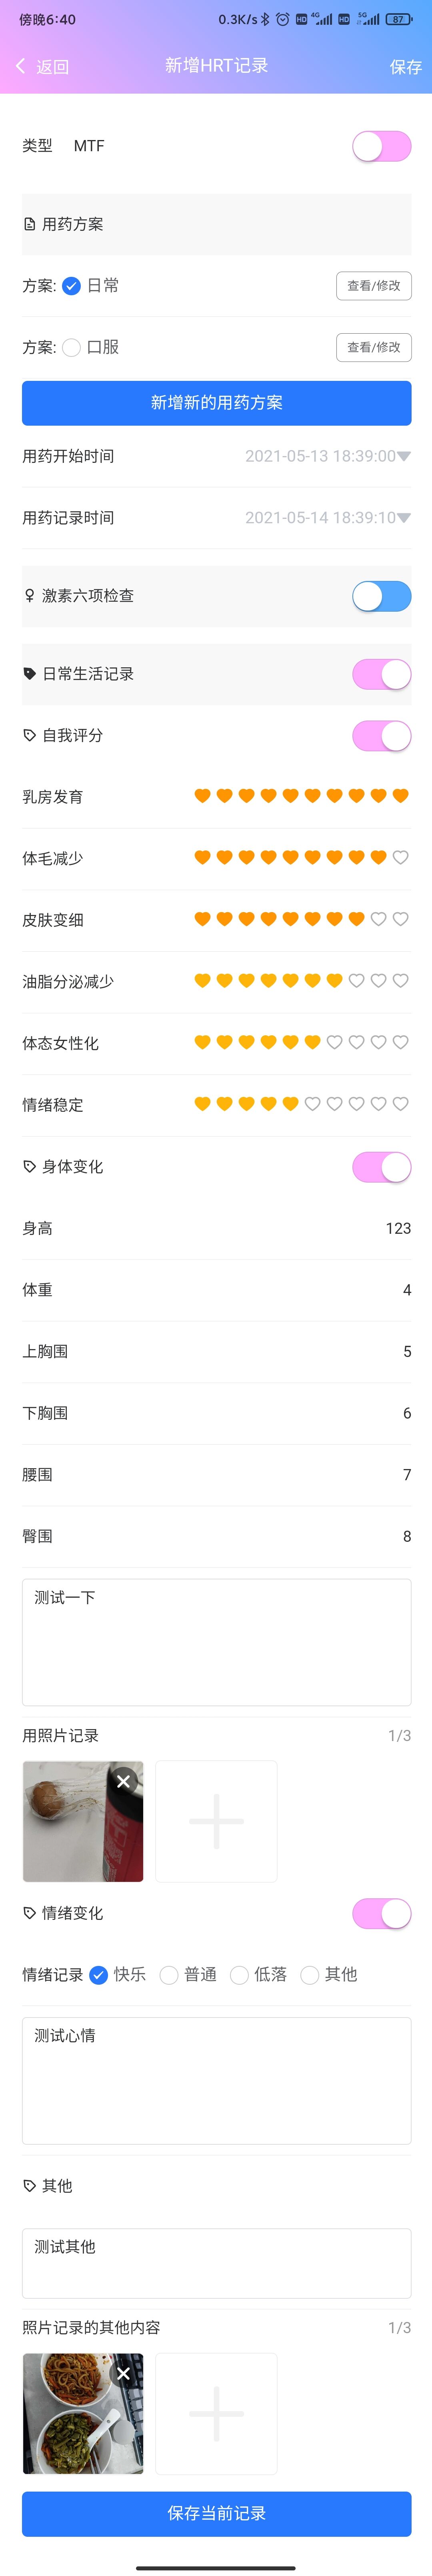 傍晚6:40 0.3K/s HD 4G HD 5G 87
返回 新增HRT记录 保存
类型 MTF
用药方案
方案: 日常 查看/修改
方案: 口服 查看/修改
新增新的用药方案
用药开始时间 2021-05-13 18:39:00
用药记录时间 2021-05-14 18:39:10
激素六项检查
日常生活记录
自我评分
乳房发育
体毛减少
皮肤变细
油脂分泌减少
体态女性化
情绪稳定
身体变化
身高 123
体重 4
上胸围 5
下胸围 6
腰围 7
臀围 8
测试一下
用照片记录 1/3
情绪变化
情绪记录 快乐 普通 低落 其他
测试心情
其他
测试其他
照片记录的其他内容 1/3
保存当前记录